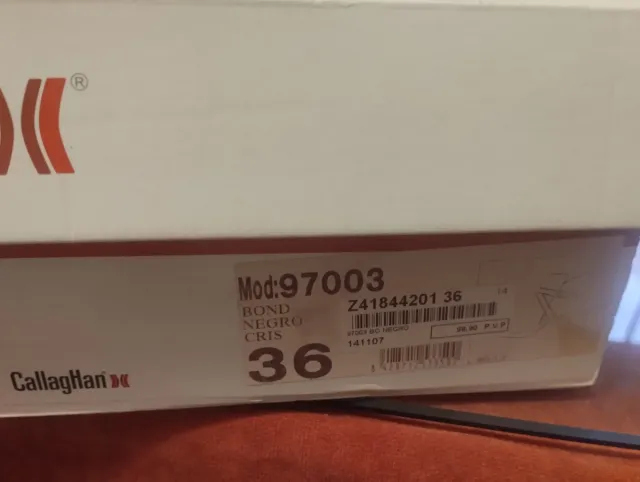 ®
Mod:97003
BOND
NEGRO
CRIS
36
Z41844201 36
141107
CallagHan